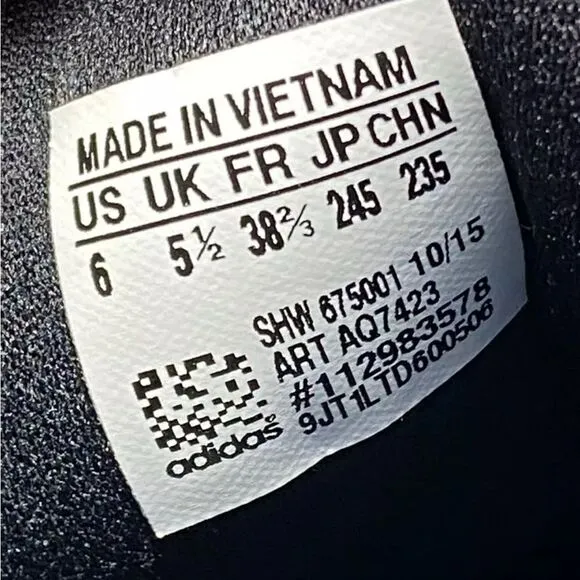 MADE IN VIETNAM
US UK FR JP CHN
6 5½ 38⅔ 245 235
SHW 675001 10/15
ART AQ7423
#112983578
9JT1LTD600506
adidas